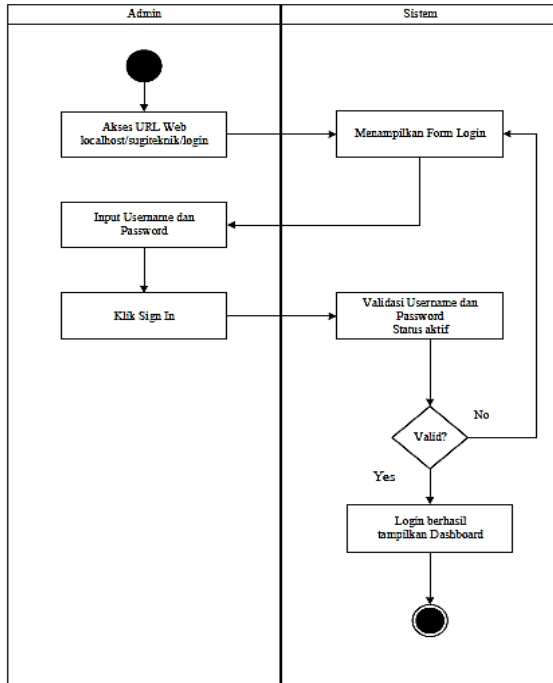 Admin
Sistem
Akses URL Web
localhost/sugiteknik/login
Menampilkan Form Login
Input Username dan
Password
Klik Sign In
Validasi Username dan
Password
Status aktif
Valid?
No
Yes
Login berhasil
tampilkan Dashboard